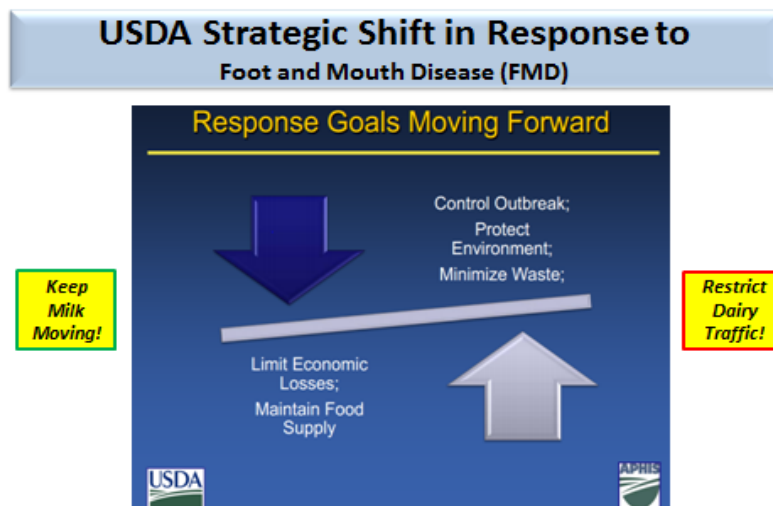 USDA Strategic Shift in Response to
Foot and Mouth Disease (FMD)
Response Goals Moving Forward
Control Outbreak;
Protect
Environment;
Minimize Waste;
Keep
Milk
Moving!
Restrict
Dairy
Traffic!
Limit Economic
Losses;
Maintain Food
Supply
USDA
APHIS